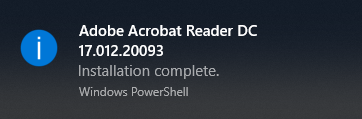 Adobe Acrobat Reader DC
17.012.20093
Installation complete.
Windows PowerShell